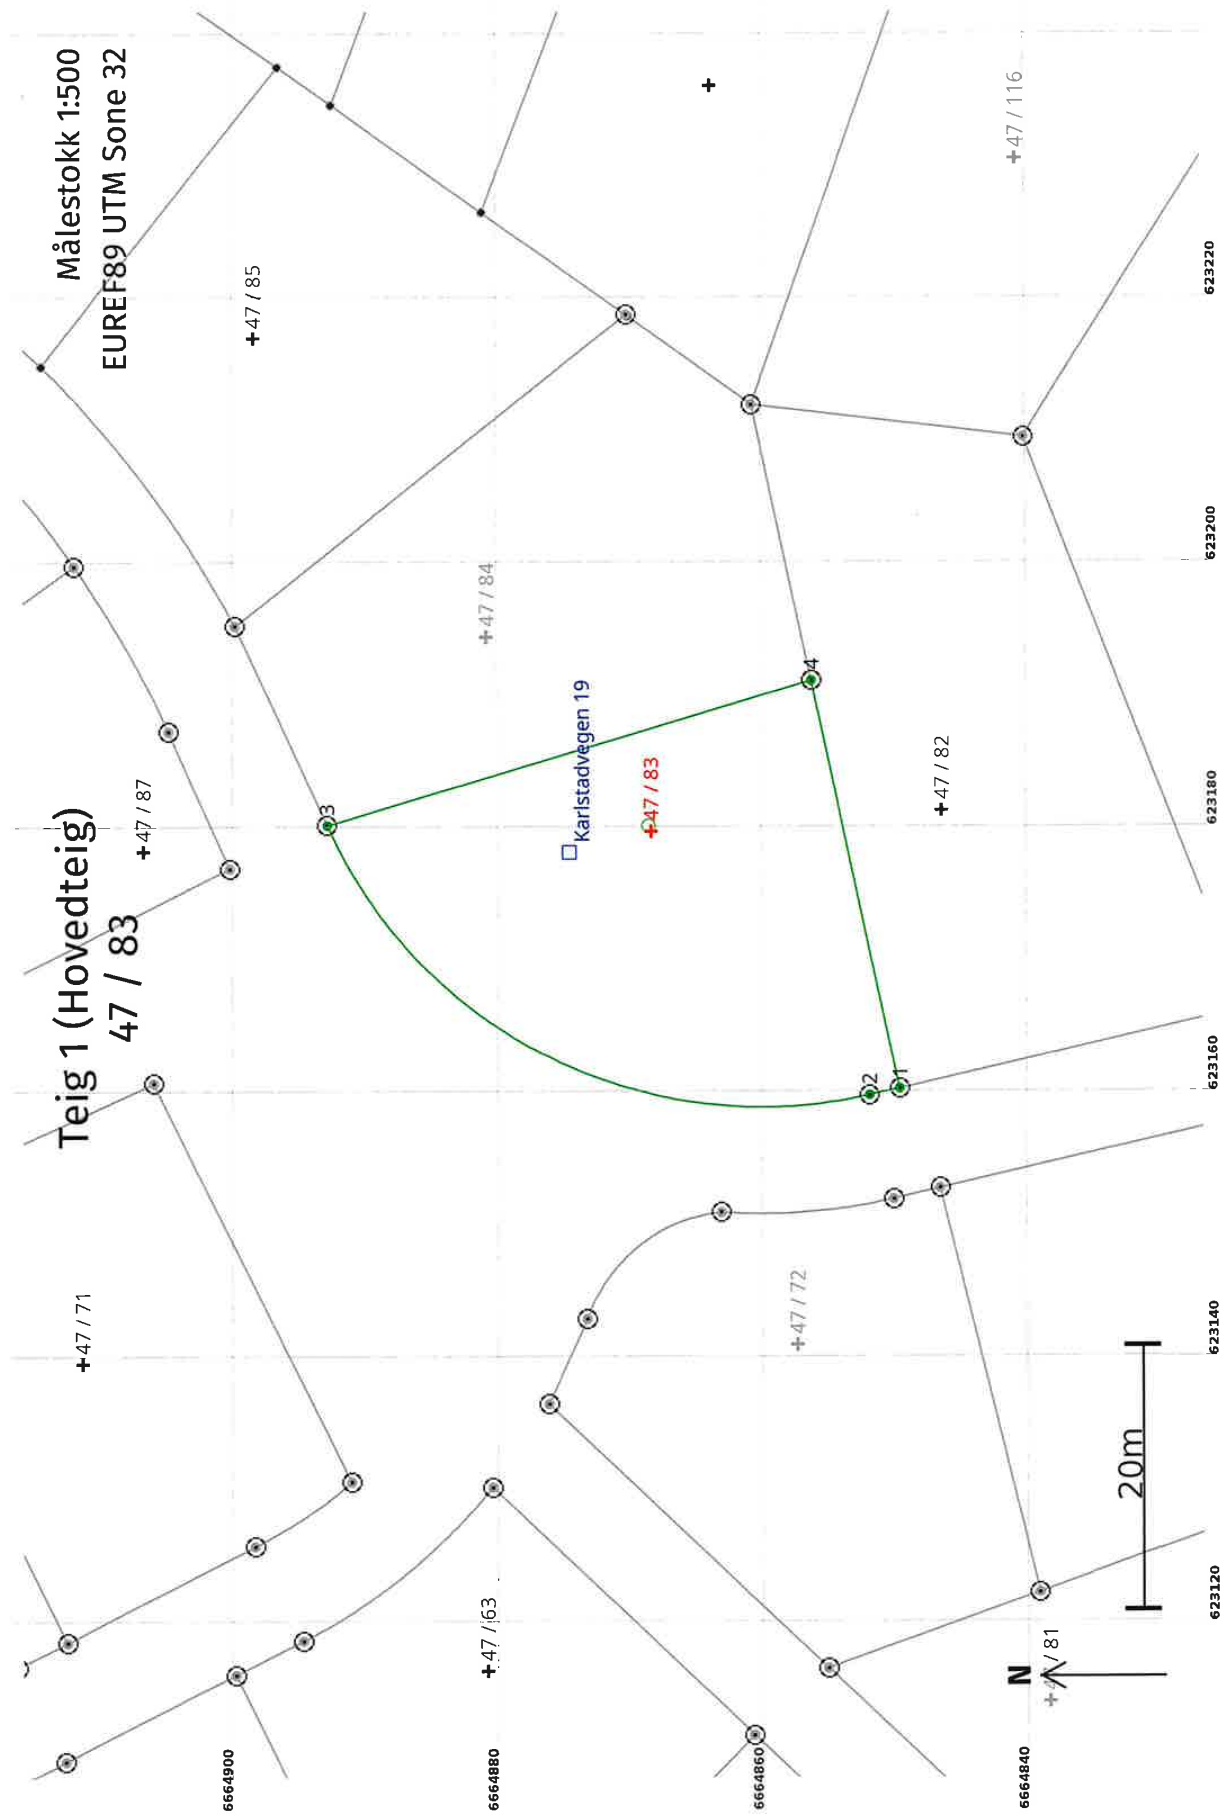 Teig 1 (Hovedteig)
47 / 83
Målestokk 1:500
EUREF89 UTM Sone 32
+47 / 71
+47 / 87
+47 / 85
+47 / 63
+47 / 84
+47 / 116
Karlstadvegen 19
+47 / 83
+47 / 72
+47 / 82
3
4
2
1
N
20m
6664900
6664880
6664860
6664840
623120
623140
623160
623180
623200
623220